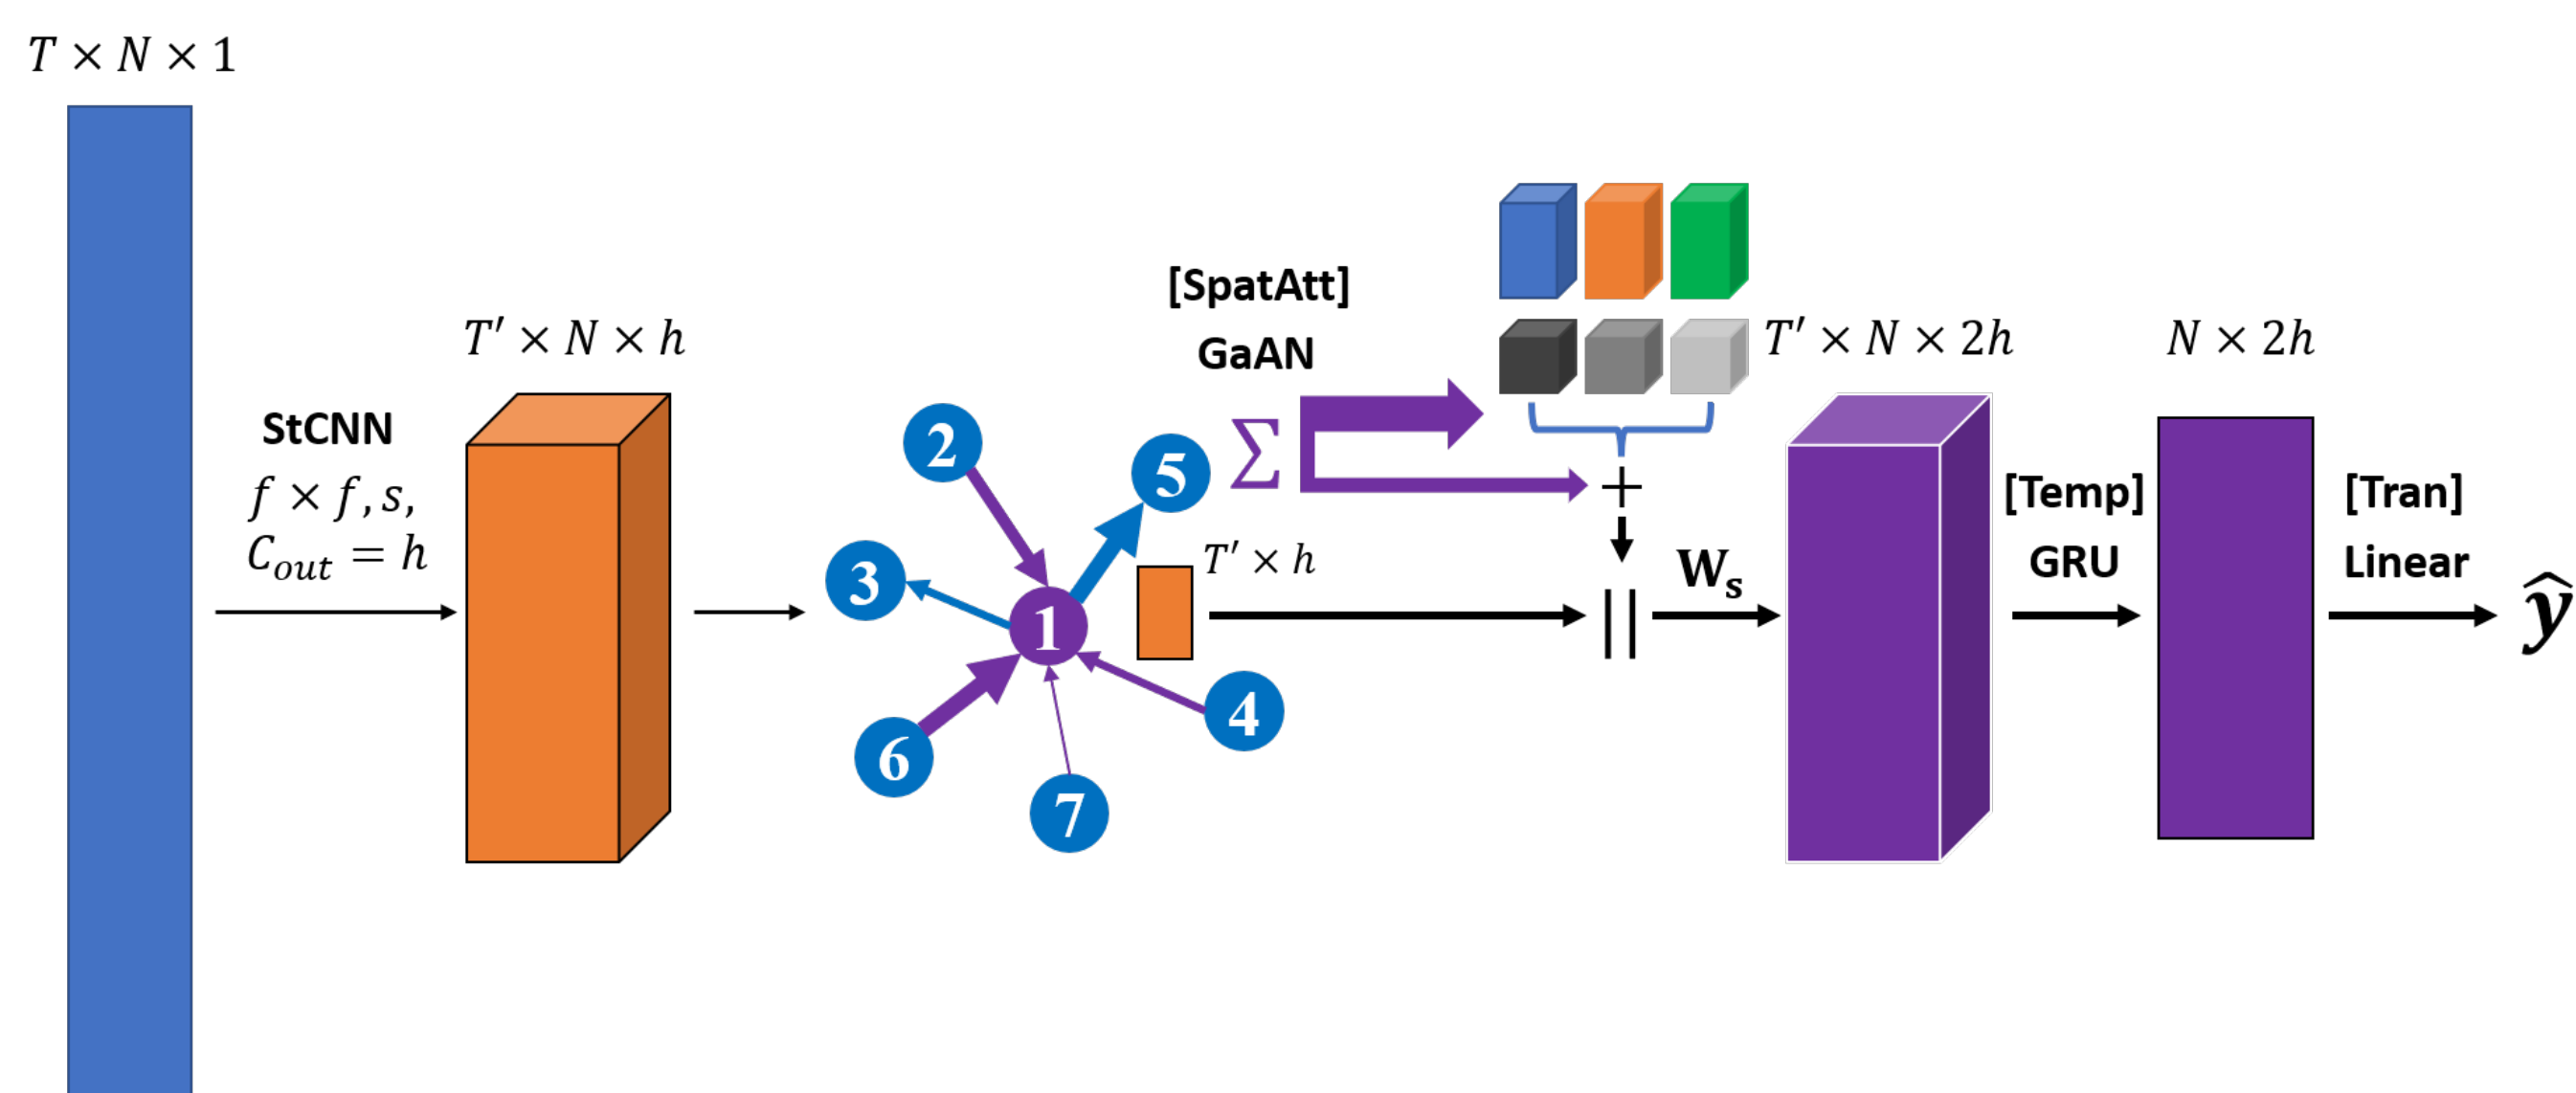 T × N × 1
StCNN
f × f, s,
C_out = h
T′ × N × h
2
5
3
1
6
4
7
[SpatAtt]
GaAN
∑
T′ × h
+
||
W_s
T′ × N × 2h
[Temp]
GRU
N × 2h
[Tran]
Linear
ŷ